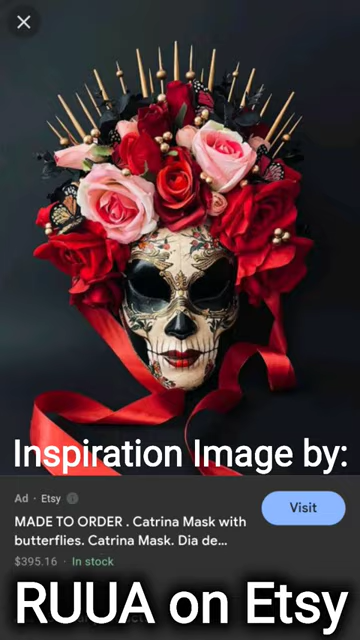 Inspiration Image by:
Ad · Etsy
Visit
MADE TO ORDER . Catrina Mask with
butterflies. Catrina Mask. Dia de...
$395.16 · In stock
RUUA on Etsy